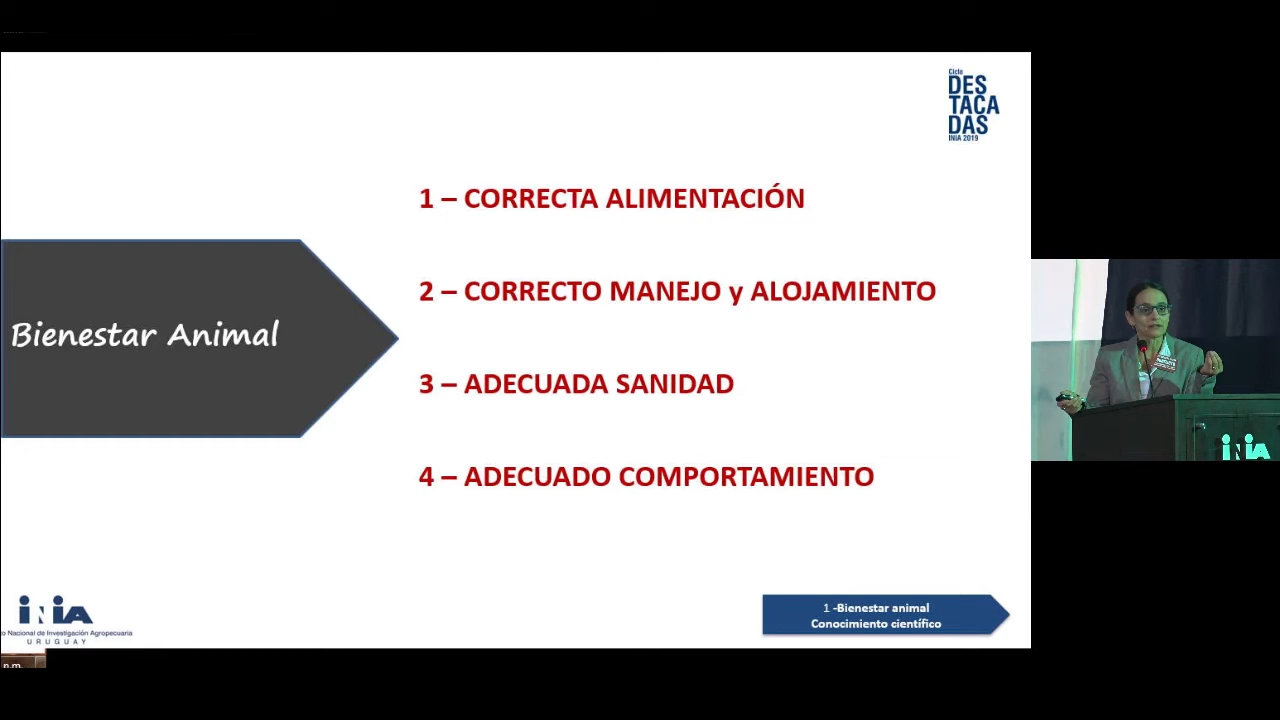 Ciclo
DES
TACA
DAS
INIA 2019
1 – CORRECTA ALIMENTACIÓN
2 – CORRECTO MANEJO y ALOJAMIENTO
Bienestar Animal
3 – ADECUADA SANIDAD
4 – ADECUADO COMPORTAMIENTO
INIA
INIA
o Nacional de Investigación Agropecuaria
URUGUAY
1 -Bienestar animal
Conocimiento científico
p.m.